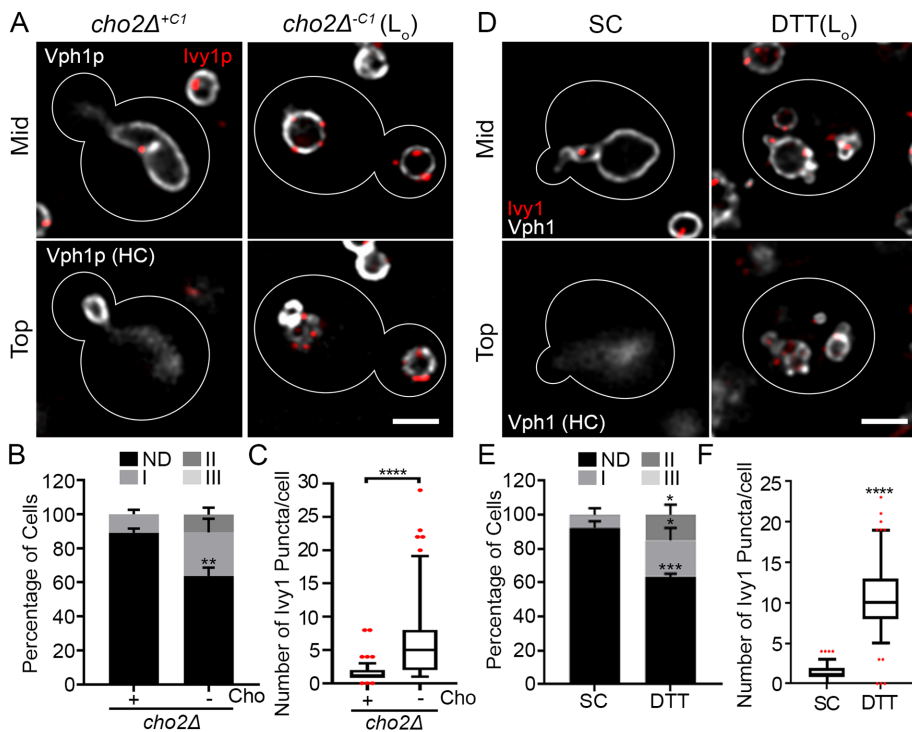 A
cho2Δ+C1
cho2Δ-C1 (Lo)
Vph1p
Ivy1p
Mid
Vph1p (HC)
Top
D
SC
DTT(Lo)
Mid
Ivy1
Vph1
Top
Vph1 (HC)
B
ND II
I III
Percentage of Cells
120
100
80
60
40
20
0
**
+ - Cho
cho2Δ
C
Number of Ivy1 Puncta/cell
30
25
20
15
10
5
0
****
+ - Cho
cho2Δ
E
ND II
I III
Percentage of Cells
120
100
80
60
40
20
0
*
*
***
SC DTT
F
Number of Ivy1 Puncta/cell
25
20
15
10
5
0
****
SC DTT